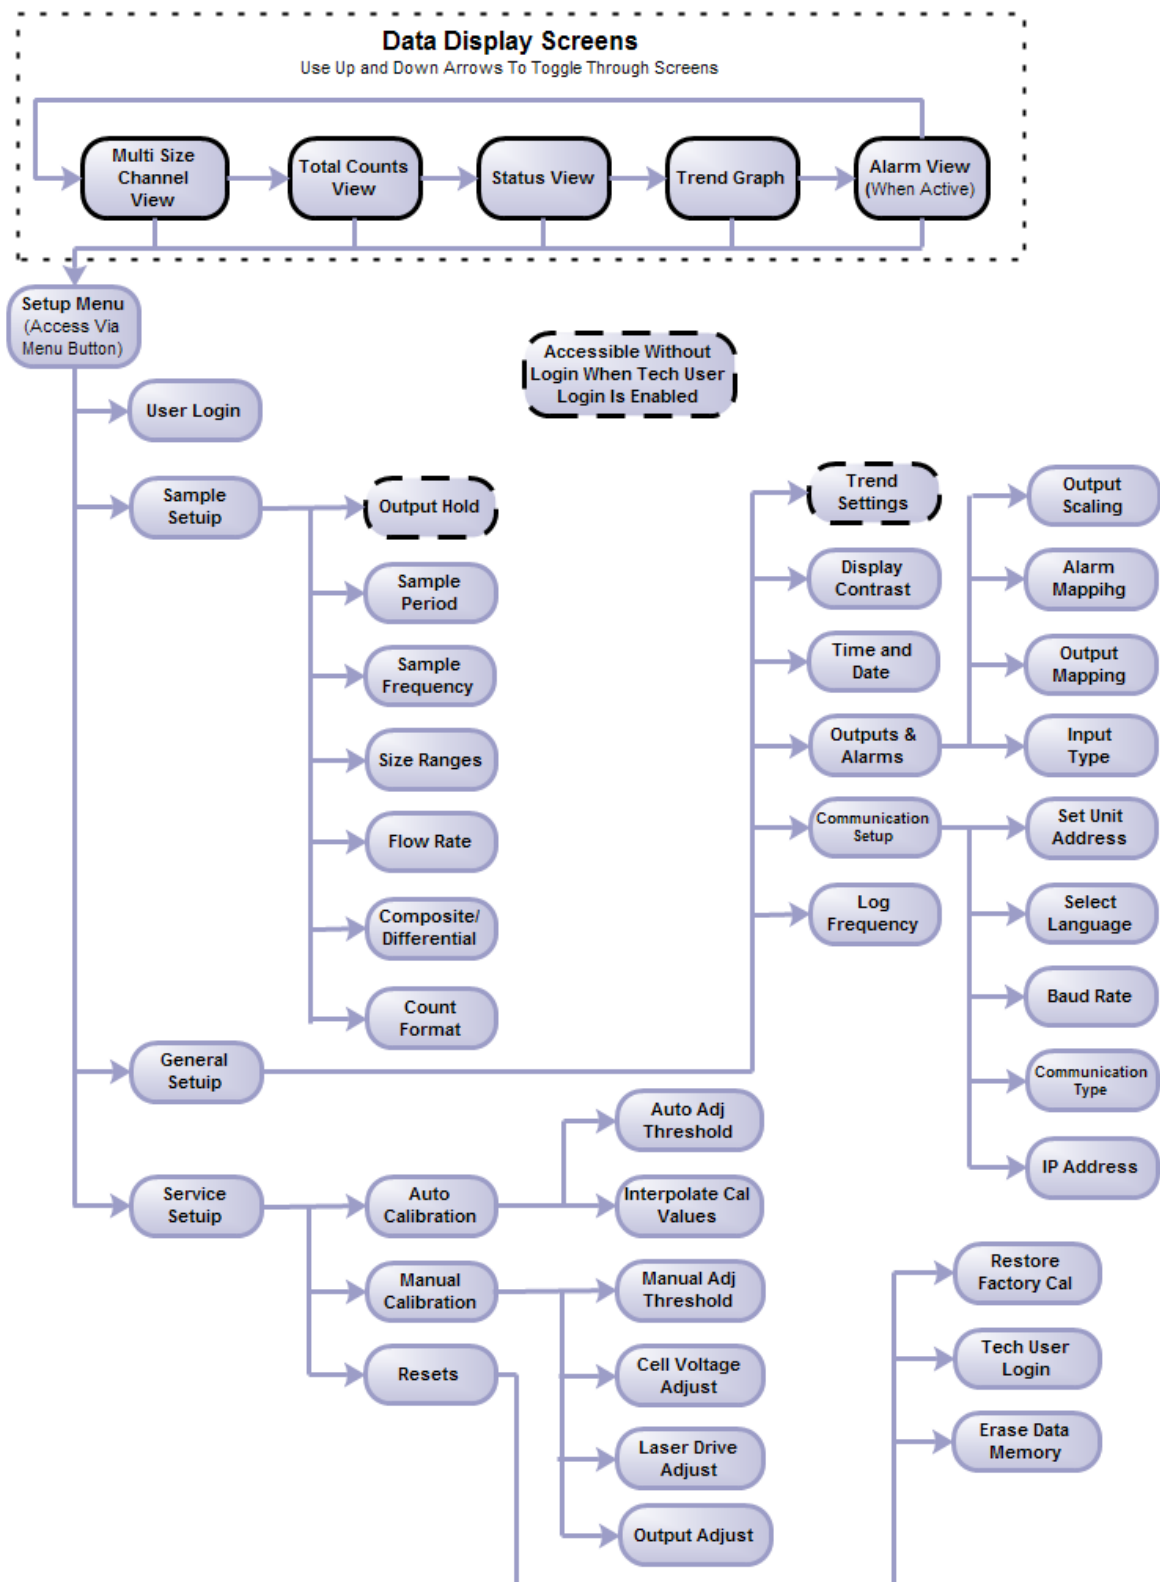 Data Display Screens
Use Up and Down Arrows To Toggle Through Screens
Multi Size
Channel
View
Total Counts
View
Status View
Trend Graph
Alarm View
(When Active)
Setup Menu
(Access Via
Menu Button)
Accessible Without
Login When Tech User
Login Is Enabled
User Login
Sample
Setuip
Output Hold
Sample
Period
Sample
Frequency
Size Ranges
Flow Rate
Composite/
Differential
Count
Format
Trend
Settings
Display
Contrast
Time and
Date
Outputs &
Alarms
Communication
Setup
Log
Frequency
Output
Scaling
Alarm
Mappihg
Output
Mapping
Input
Type
Set Unit
Address
Select
Language
Baud Rate
Communication
Type
IP Address
General
Setuip
Service
Setuip
Auto
Calibration
Manual
Calibration
Resets
Auto Adj
Threshold
Interpolate Cal
Values
Manual Adj
Threshold
Cell Voltage
Adjust
Laser Drive
Adjust
Output Adjust
Restore
Factory Cal
Tech User
Login
Erase Data
Memory